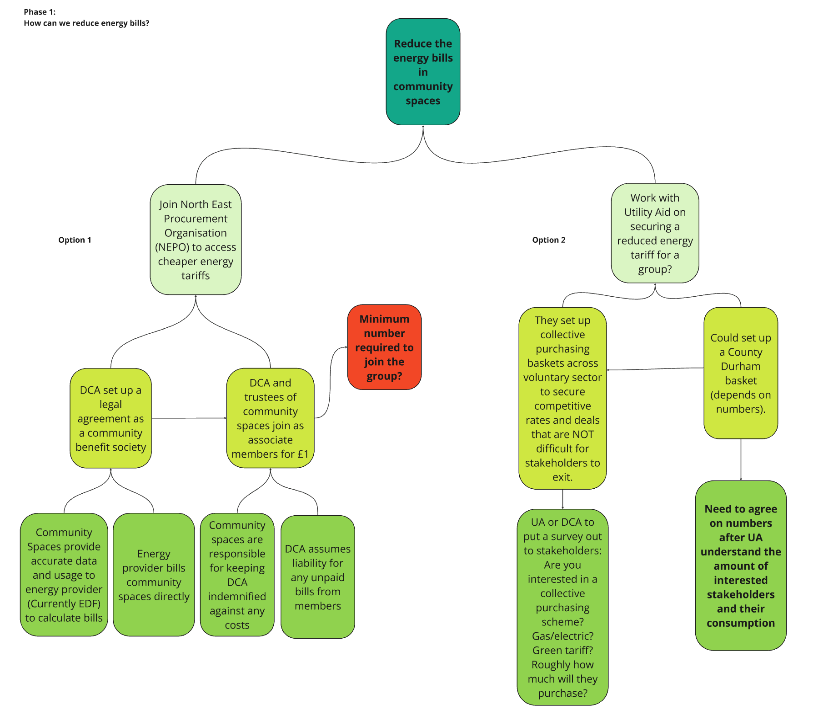 Phase 1:
How can we reduce energy bills?
Reduce the
energy bills
in
community
spaces
Option 1
Join North East
Procurement
Organisation
(NEPO) to access
cheaper energy
tariffs
Option 2
Work with
Utility Aid on
securing a
reduced energy
tariff for a
group?
DCA set up a
legal
agreement as
a community
benefit society
DCA and
trustees of
community
spaces join as
associate
members for £1
Minimum
number
required to
join the
group?
They set up
collective
purchasing
baskets across
voluntary sector
to secure
competitive
rates and deals
that are NOT
difficult for
stakeholders to
exit.
Could set up
a County
Durham
basket
(depends on
numbers).
Community
Spaces provide
accurate data
and usage to
energy provider
(Currently EDF)
to calculate bills
Energy
provider bills
community
spaces directly
Community
spaces are
responsible
for keeping
DCA
indemnified
against any
costs
DCA assumes
liability for
any unpaid
bills from
members
UA or DCA to
put a survey out
to stakeholders:
Are you
interested in a
collective
purchasing
scheme?
Gas/electric?
Green tariff?
Roughly how
much will they
purchase?
Need to agree
on numbers
after UA
understand the
amount of
interested
stakeholders
and their
consumption